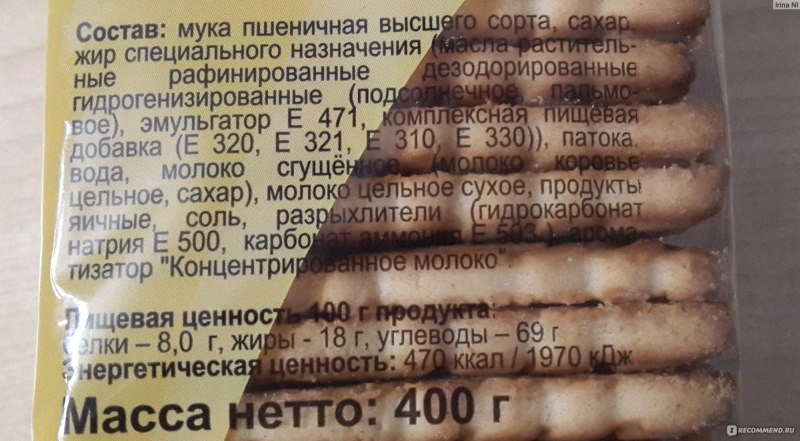 Irina NI
Состав: мука пшеничная высшего сорта, сахар,
жир специального назначения (масла раститель-
ные рафинированные дезодорированные
гидрогенизированные (подсолнечное, пальмо-
вое), эмульгатор Е 471, комплексная пищевая
добавка (Е 320, Е 321, Е 310, Е 330)), патока,
вода, молоко сгущённое (молоко коровье
цельное, сахар), молоко цельное сухое, продукты
яичные, соль, разрыхлители (гидрокарбонат
натрия Е 500, карбонат аммония Е 503 ), арома-
тизатор "Концентрированное молоко".
Пищевая ценность 100 г продукта:
белки – 8,0 г, жиры - 18 г, углеводы – 69 г
Энергетическая ценность: 470 ккал / 1970 кДж
Масса нетто: 400 г
RECOMMEND.RU